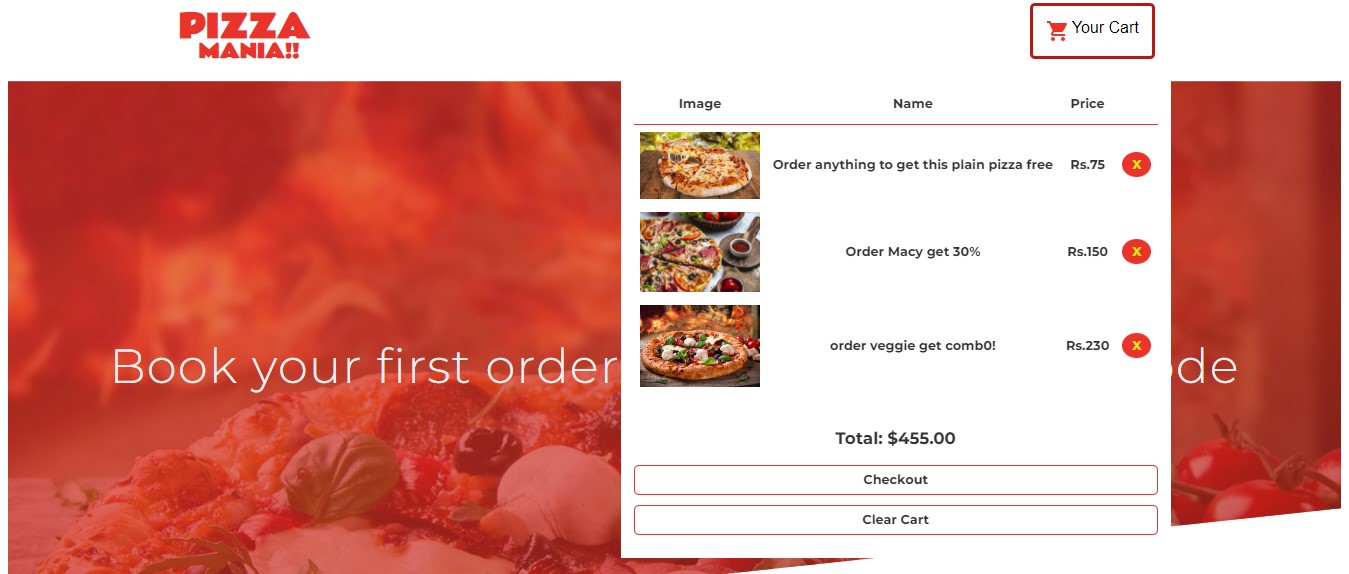 PIZZA
MANIA!!
Your Cart
Image Name Price
Order anything to get this plain pizza free Rs.75 X
Order Macy get 30% Rs.150 X
order veggie get comb0! Rs.230 X
Book your first order
Total: $455.00
Checkout
Clear Cart